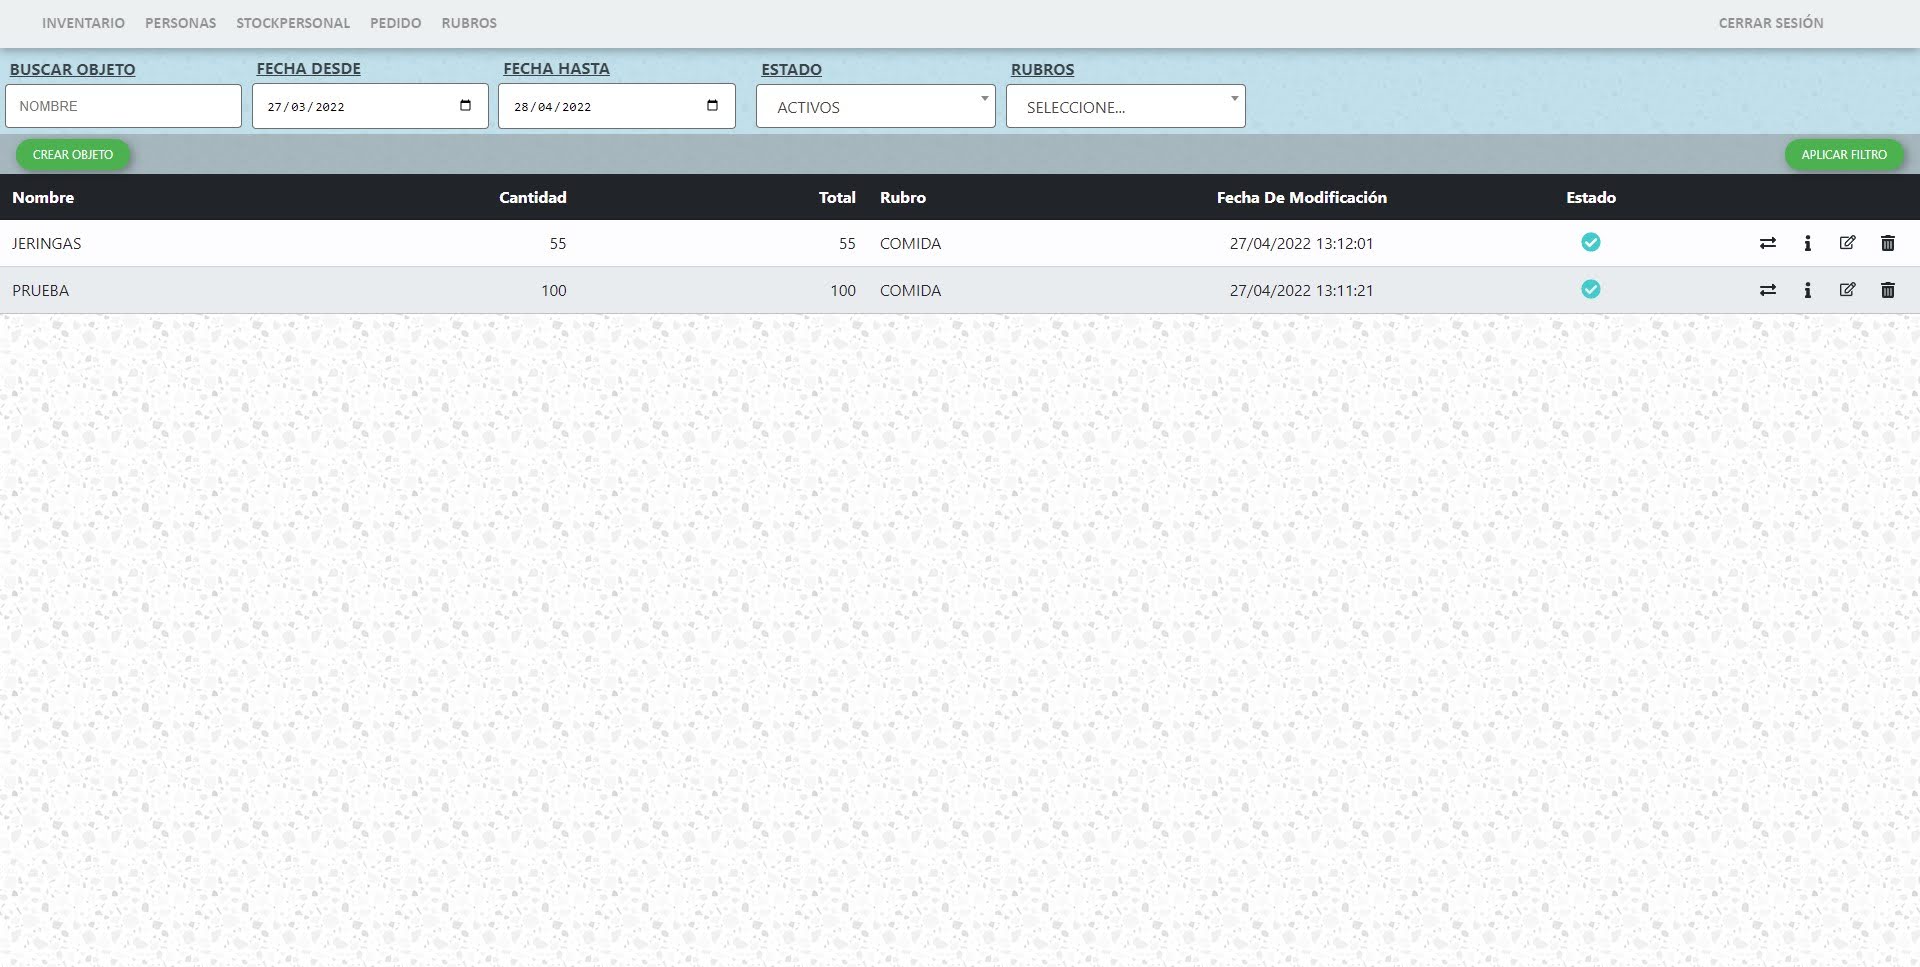 INVENTARIO PERSONAS STOCKPERSONAL PEDIDO RUBROS CERRAR SESIÓN
BUSCAR OBJETO FECHA DESDE FECHA HASTA ESTADO RUBROS
NOMBRE 27/03/2022 28/04/2022 ACTIVOS SELECCIONE...
CREAR OBJETO APLICAR FILTRO
Nombre Cantidad Total Rubro Fecha De Modificación Estado
JERINGAS 55 55 COMIDA 27/04/2022 13:12:01
PRUEBA 100 100 COMIDA 27/04/2022 13:11:21